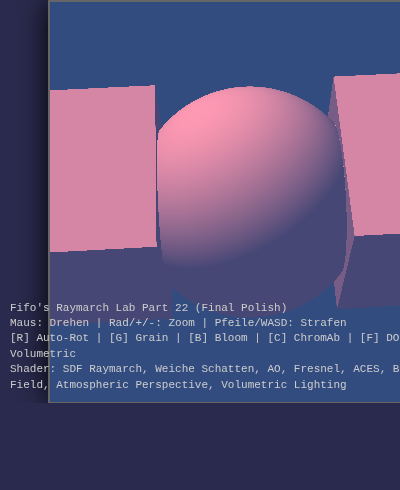 Fifo's Raymarch Lab Part 22 (Final Polish)
Maus: Drehen | Rad/+/-: Zoom | Pfeile/WASD: Strafen
[R] Auto-Rot | [G] Grain | [B] Bloom | [C] ChromAb | [F] DO
Volumetric
Shader: SDF Raymarch, Weiche Schatten, AO, Fresnel, ACES, B
Field, Atmospheric Perspective, Volumetric Lighting